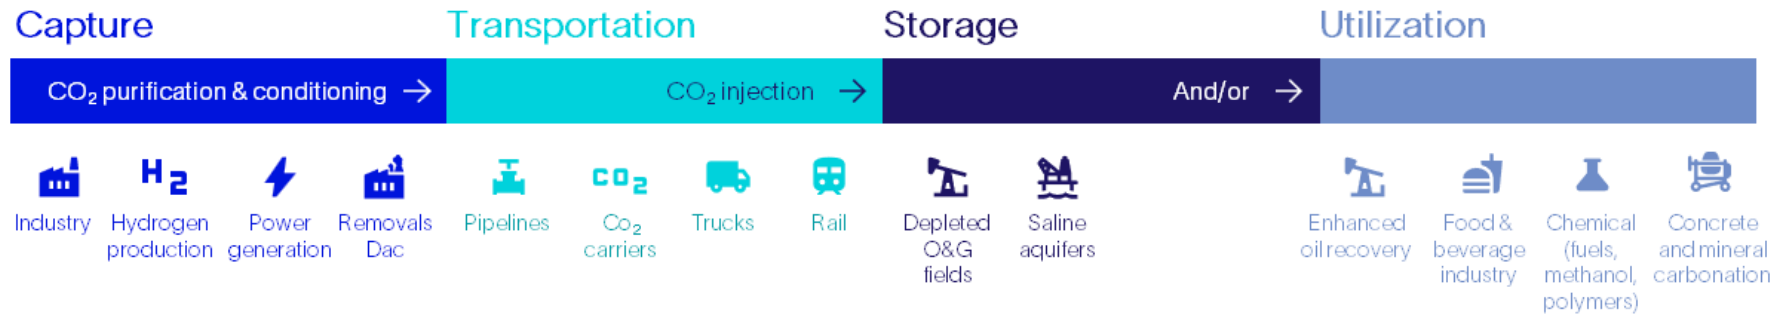 Capture
Transportation
Storage
Utilization
CO₂ purification & conditioning →
CO₂ injection →
And/or →
H₂
CO₂
Industry
Hydrogen
production
Power
generation
Removals
Dac
Pipelines
Co₂
carriers
Trucks
Rail
Depleted
O&G
fields
Saline
aquifers
Enhanced
oil recovery
Food &
beverage
industry
Chemical
(fuels,
methanol,
polymers)
Concrete
and mineral
carbonation